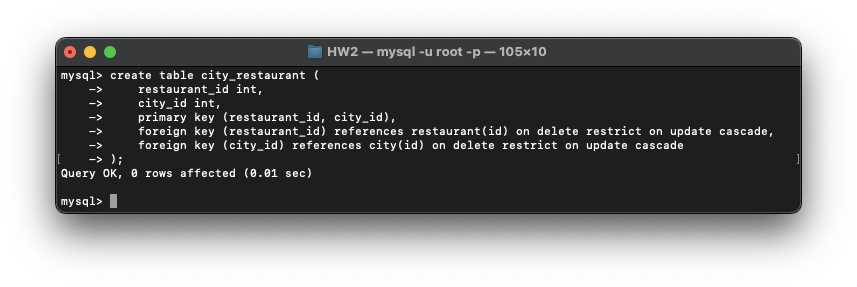 HW2 — mysql -u root -p — 105×10
mysql> create table city_restaurant (
    ->     restaurant_id int,
    ->     city_id int,
    ->     primary key (restaurant_id, city_id),
    ->     foreign key (restaurant_id) references restaurant(id) on delete restrict on update cascade,
    ->     foreign key (city_id) references city(id) on delete restrict on update cascade
[    -> ); ]
Query OK, 0 rows affected (0.01 sec)
mysql>